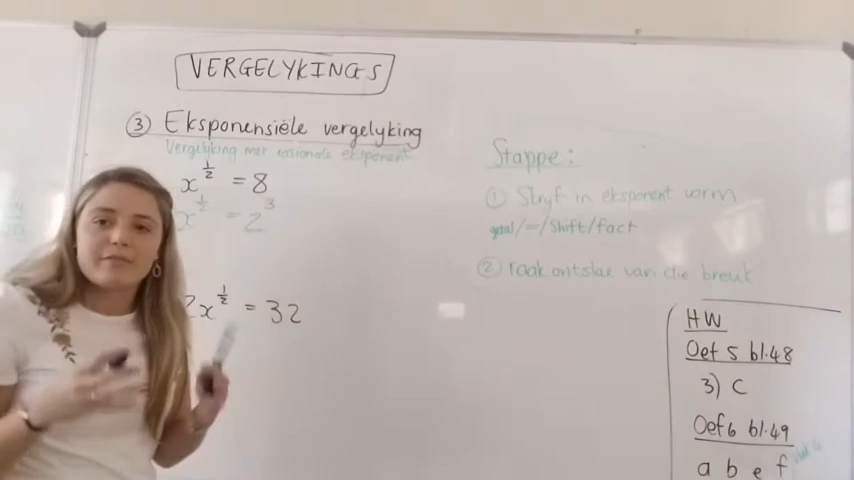 VERGELYKINGS
③ Eksponensiële vergelyking
Vergelyking met rasionale eksponent
x^½ = 8
x^½ = 2³
2x^½ = 32
Stappe:
① Skryf in eksponent vorm
getal/=/Shift/fact
② raak ontslae van die breuk
HW
Oef 5 bl.48
3) c
Oef 6 bl.49
a b e f